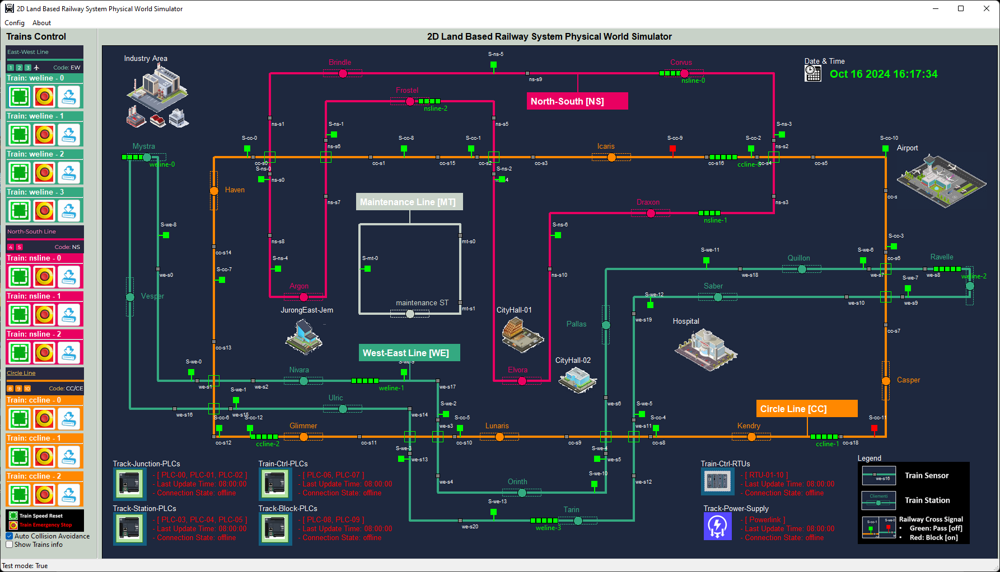 2D Land Based Railway System Physical World Simulator
Config About
Trains Control
2D Land Based Railway System Physical World Simulator
East-West Line
1 2 3 Code: EW
Train: weline - 0
Train: weline - 1
Train: weline - 2
Train: weline - 3
North-South Line
4 5 Code: NS
Train: nsline - 0
Train: nsline - 1
Train: nsline - 2
Circle Line
8 9 10 Code: CC/CE
Train: ccline - 0
Train: ccline - 1
Train: ccline - 2
Train Speed Reset
Train Emergency Stop
Auto Collision Avoidance
Show Trains info
Test mode: True
Industry Area
Brindle
S-ns-5
Corvus
Date & Time
Oct 16 2024 16:17:34
ns-s9
nsline-0
Frostel
nsline-2
North-South [NS]
ns-s1
S-ns-1
ns-s5
S-ns-3
S-cc-0
S-cc-8
S-cc-1
S-cc-9
S-cc-2
S-cc-10
Mystra
ns-s6
Icaris
ns-s2
Airport
weline-0
cc-s0
cc-s1
cc-s15
cc-s2
cc-s3
cc-s16
ccline-0
cc-s4
cc-s5
S-ns-0
ns-s0
S-ns-2
Haven
Maintenance Line [MT]
ns-s7
Draxon
ns-s3
cc-s
nsline-1
S-we-8
S-ns-6
ns-s8
mt-s0
S-cc-3
cc-s14
S-ns-4
S-mt-0
S-we-11
S-we-6
Quillon
Ravelle
cc-s6
S-cc-7
we-s0
ns-s10
we-s18
we-s7
we-s8
weline-2
S-we-7
Argon
Saber
Vesper
S-we-12
maintenance ST
we-s10
we-s9
JurongEast-Jem
mt-s1
CityHall-01
we-s19
Pallas
Hospital
cc-s7
cc-s13
West-East Line [WE]
CityHall-02
S-we-0
Nivara
Elvora
Casper
we-s1
we-s2
weline-1
we-s17
S-we-1
Ulric
S-we-2
we-s6
S-we-5
Circle Line [CC]
we-s16
we-s15
we-s14
S-cc-6
S-cc-12
S-cc-5
S-cc-4
S-cc-11
Glimmer
we-s3
Lunaris
we-s11
Kendry
cc-s12
ccline-2
cc-s11
cc-s10
cc-s9
cc-s8
ccline-1
cc-s18
S-we-3
S-we-4
we-s13
we-s5
Track-Junction-PLCs
- [ PLC-00, PLC-01, PLC-02 ]
- Last Update Time: 08:00:00
- Connection State: offline
Train-Ctrl-PLCs
- [ PLC-06, PLC-07 ]
- Last Update Time: 08:00:00
- Connection State: offline
we-s4
Orinth
S-we-10
we-s12
Train-Ctrl-RTUs
- [ RTU-01-10 ]
- Last Update Time: 08:00:00
- Connection State: offline
Track-Station-PLCs
- [ PLC-03, PLC-04, PLC-05 ]
- Last Update Time: 08:00:00
- Connection State: offline
Track-Block-PLCs
- [ PLC-08, PLC-09 ]
- Last Update Time: 08:00:00
- Connection State: offline
S-we-13
Tarin
we-s20
weline-3
Track-Power-Supply
- [ Powerlink ]
- Last Update Time: 08:00:00
- Connection State: offline
Legend
we-s16
Train Sensor
Clementi
Train Station
S-cc-1
S-we-0
Railway Cross Signal
• Green: Pass [off]
• Red: Block [on]